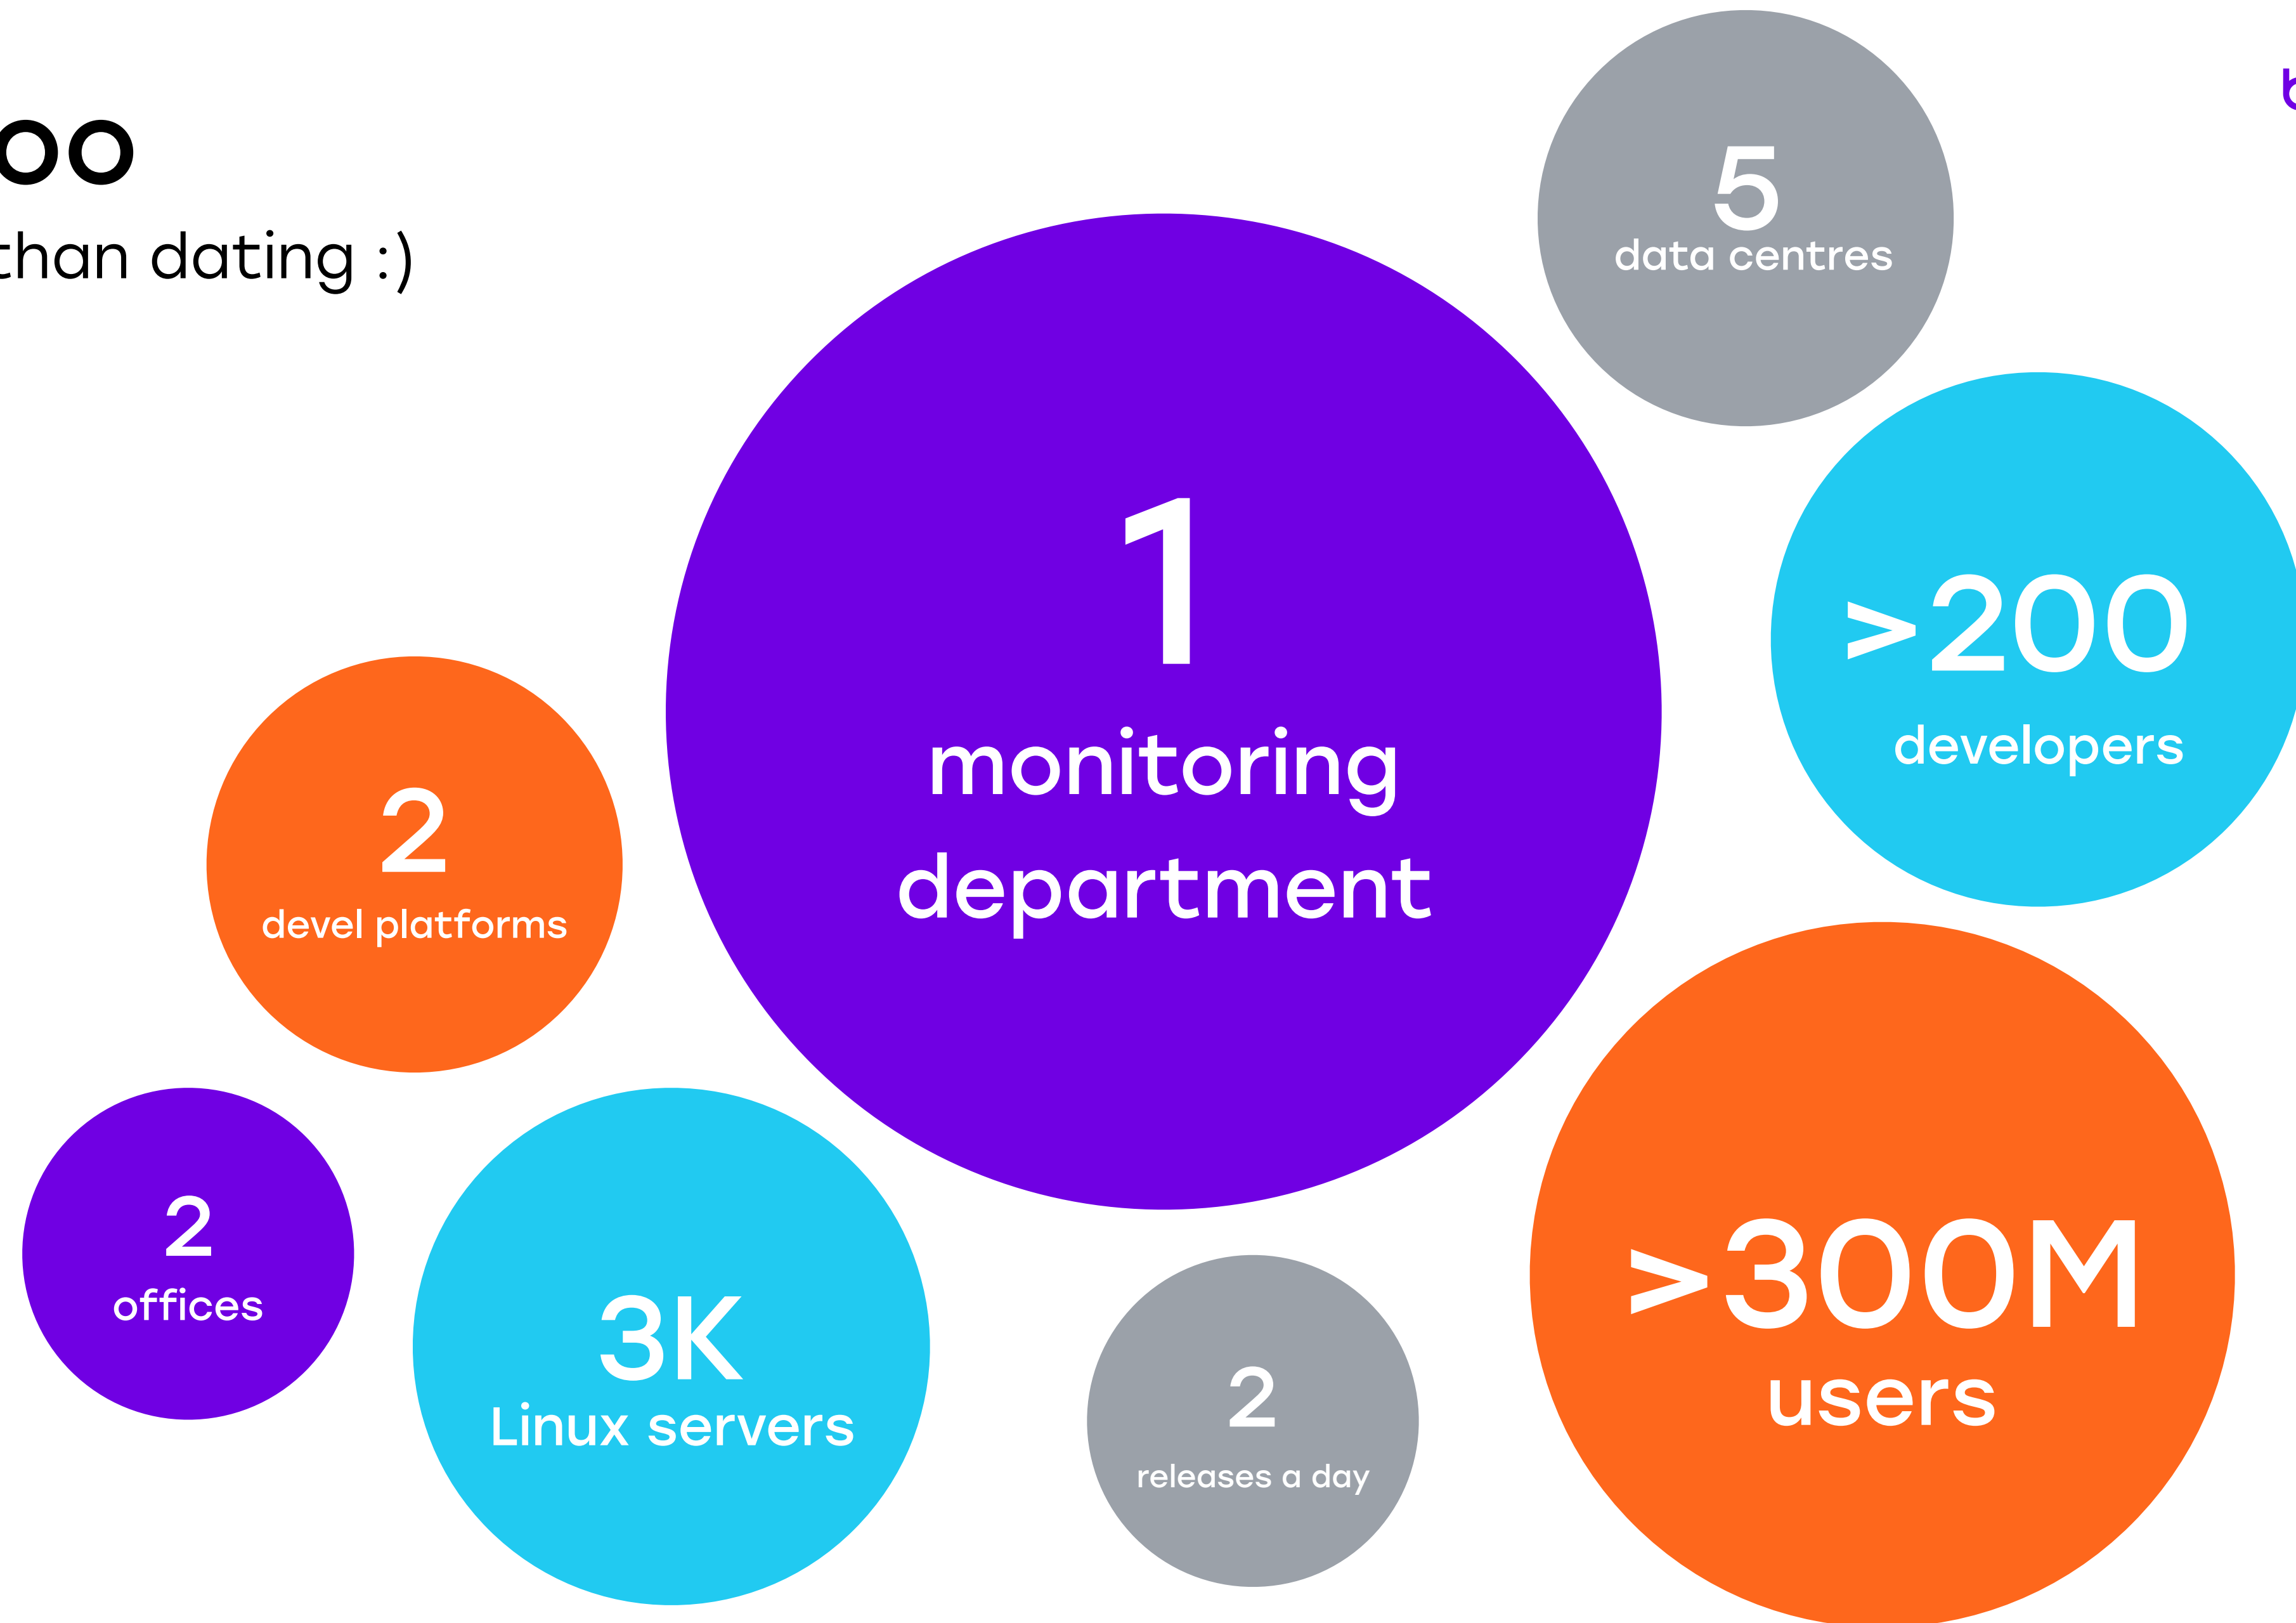 oo
than dating :)
5
data centres
1
monitoring
department
>200
developers
2
devel platforms
2
offices
3K
Linux servers
2
releases a day
>300M
users